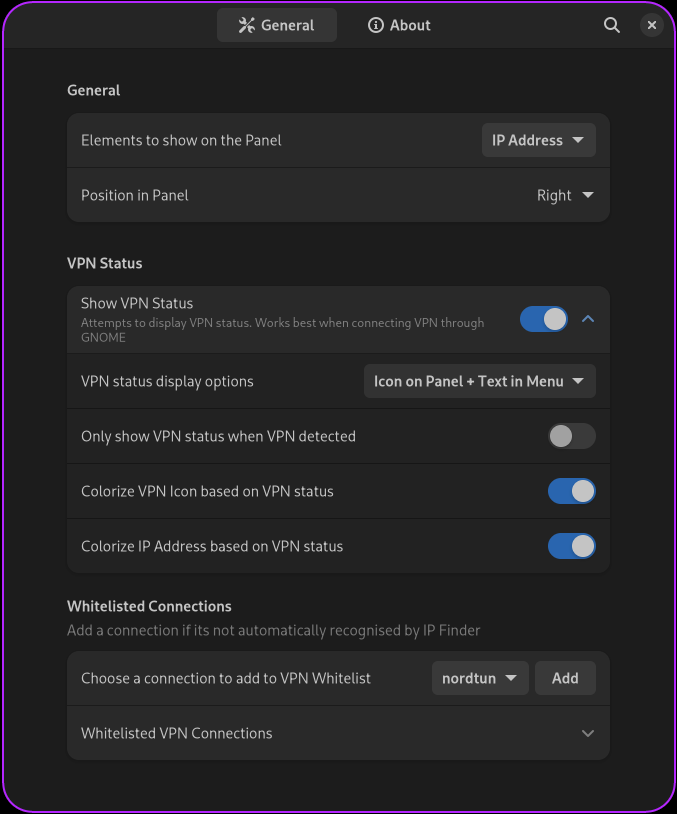 General
About
General
Elements to show on the Panel
IP Address
Position in Panel
Right
VPN Status
Show VPN Status
Attempts to display VPN status. Works best when connecting VPN through
GNOME
VPN status display options
Icon on Panel + Text in Menu
Only show VPN status when VPN detected
Colorize VPN Icon based on VPN status
Colorize IP Address based on VPN status
Whitelisted Connections
Add a connection if its not automatically recognised by IP Finder
Choose a connection to add to VPN Whitelist
nordtun
Add
Whitelisted VPN Connections